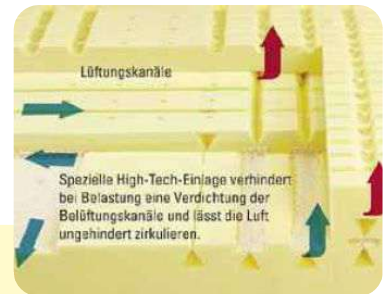 Lüftungskanäle
Spezielle High-Tech-Einlage verhindert
bei Belastung eine Verdichtung der
Belüftungskanäle und lässt die Luft
ungehindert zirkulieren.